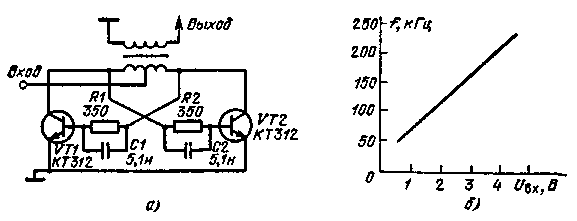 Выход
Вход
R1
350
R2
350
VT1
КТ312
C1
5,1н
C2
5,1н
VT2
КТ312
а)
f, кГц
250
200
150
100
50
0
1 2 3 4 Uвх, В
б)